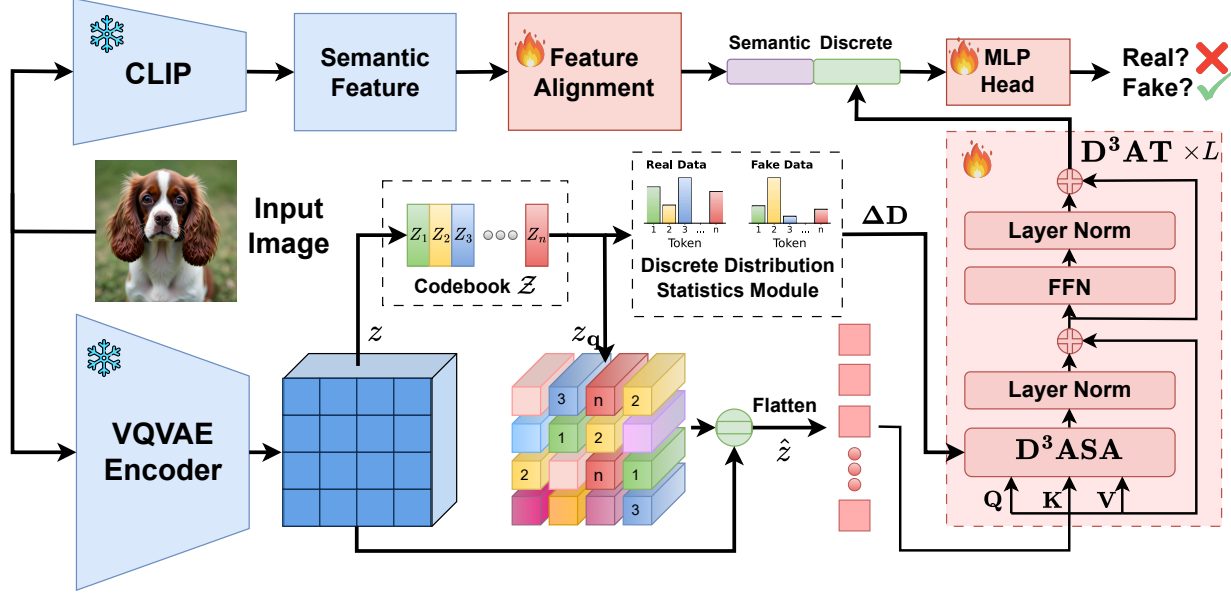 CLIP
Semantic
Feature
Feature
Alignment
Semantic Discrete
MLP
Head
Real?
Fake?
Input
Image
Z₁ Z₂ Z₃ Zₙ
Codebook 𝒵
Real Data
Fake Data
1 2 3 ... n
Token
1 2 3 ... n
Token
Discrete Distribution
Statistics Module
ΔD
D³AT ×L
Layer Norm
FFN
Layer Norm
D³ASA
Q K V
z
z_q
VQVAE
Encoder
3 n 2
1 2
2 n 1
3
Flatten
ẑ